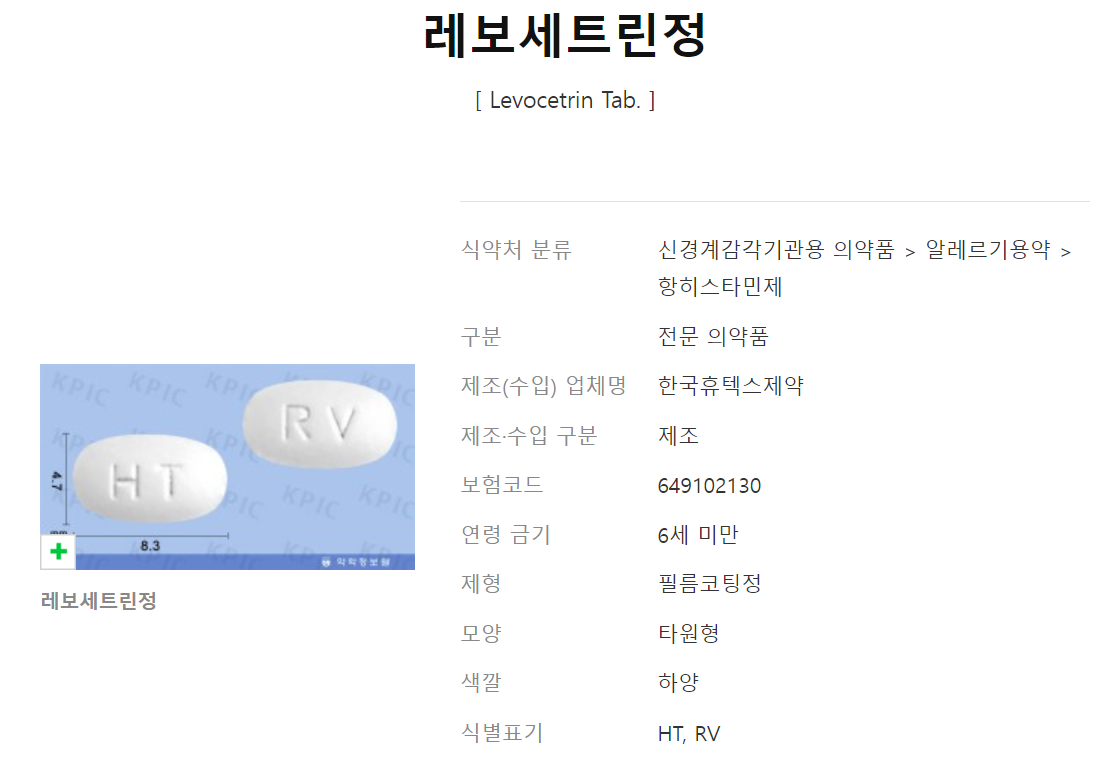 레보세트린정
[ Levocetrin Tab. ]
식약처 분류
신경계감각기관용 의약품 > 알레르기용약 >
항히스타민제
구분
전문 의약품
제조(수입) 업체명
한국휴텍스제약
제조·수입 구분
제조
보험코드
649102130
연령 금기
6세 미만
제형
필름코팅정
모양
타원형
색깔
하양
식별표기
HT, RV
KPIC KPIC KPIC KPIC
RV
HT
4.7
KPIC KPIC KPIC
mm
8.3
약학정보원
레보세트린정